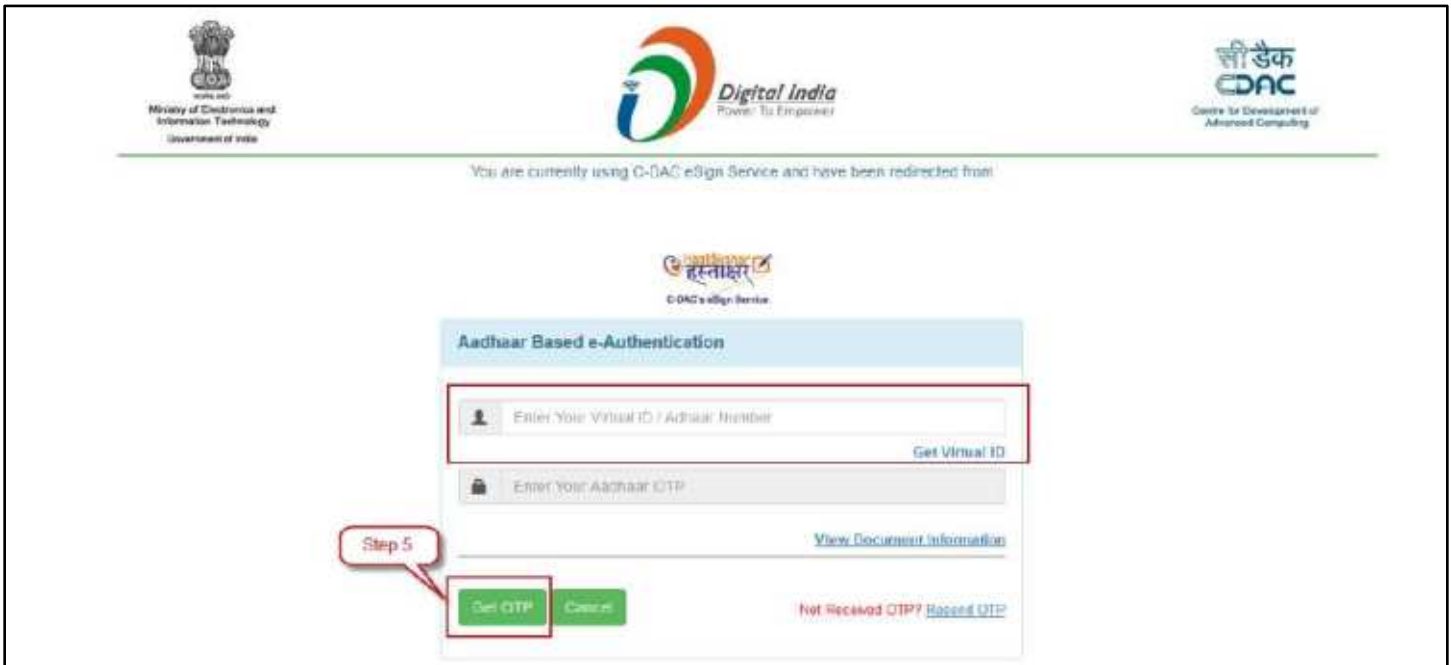 Ministry of Electronics and
Information Technology
Government of India
Digital India
Power To Empower
सी डैक
CDAC
Centre for Development of
Advanced Computing
You are currently using C-DAC eSign Service and have been redirected from
हस्ताक्षर
C-DAC's eSign Service
Aadhaar Based e-Authentication
Enter Your Virtual ID / Adhaar Number
Get Virtual ID
Enter Your Aadhaar OTP
View Document Information
Step 5
Get OTP
Cancel
Not Received OTP? Resend OTP